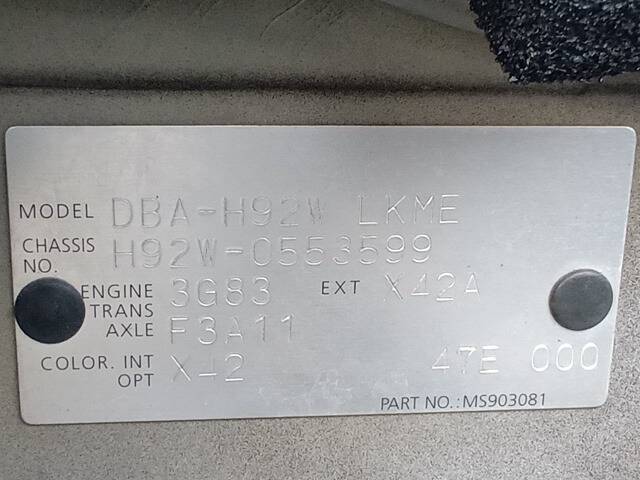 MODEL DBA-H92W LKME
CHASSIS NO. H92W-0553599
ENGINE 3G83 EXT X42A
TRANS AXLE F3A11
COLOR. INT X42 47E 000
OPT
PART NO.:MS903081